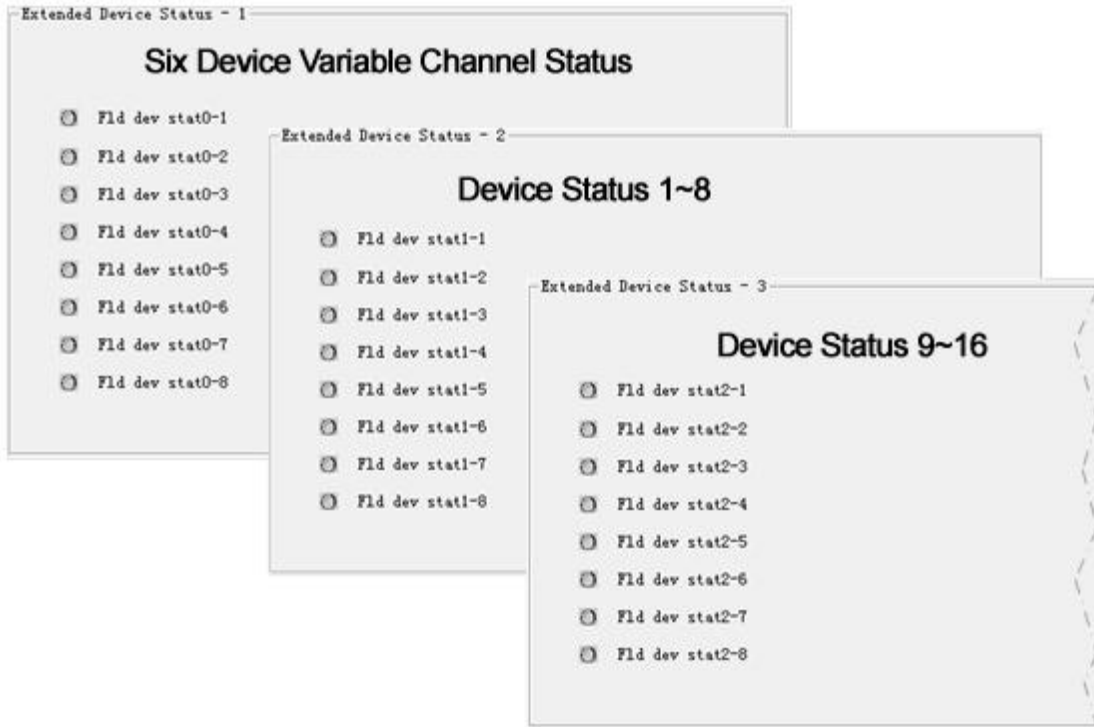 Extended Device Status - 1
Six Device Variable Channel Status
Fld dev stat0-1
Fld dev stat0-2
Fld dev stat0-3
Fld dev stat0-4
Fld dev stat0-5
Fld dev stat0-6
Fld dev stat0-7
Fld dev stat0-8
Extended Device Status - 2
Device Status 1~8
Fld dev stat1-1
Fld dev stat1-2
Fld dev stat1-3
Fld dev stat1-4
Fld dev stat1-5
Fld dev stat1-6
Fld dev stat1-7
Fld dev stat1-8
Extended Device Status - 3
Device Status 9~16
Fld dev stat2-1
Fld dev stat2-2
Fld dev stat2-3
Fld dev stat2-4
Fld dev stat2-5
Fld dev stat2-6
Fld dev stat2-7
Fld dev stat2-8